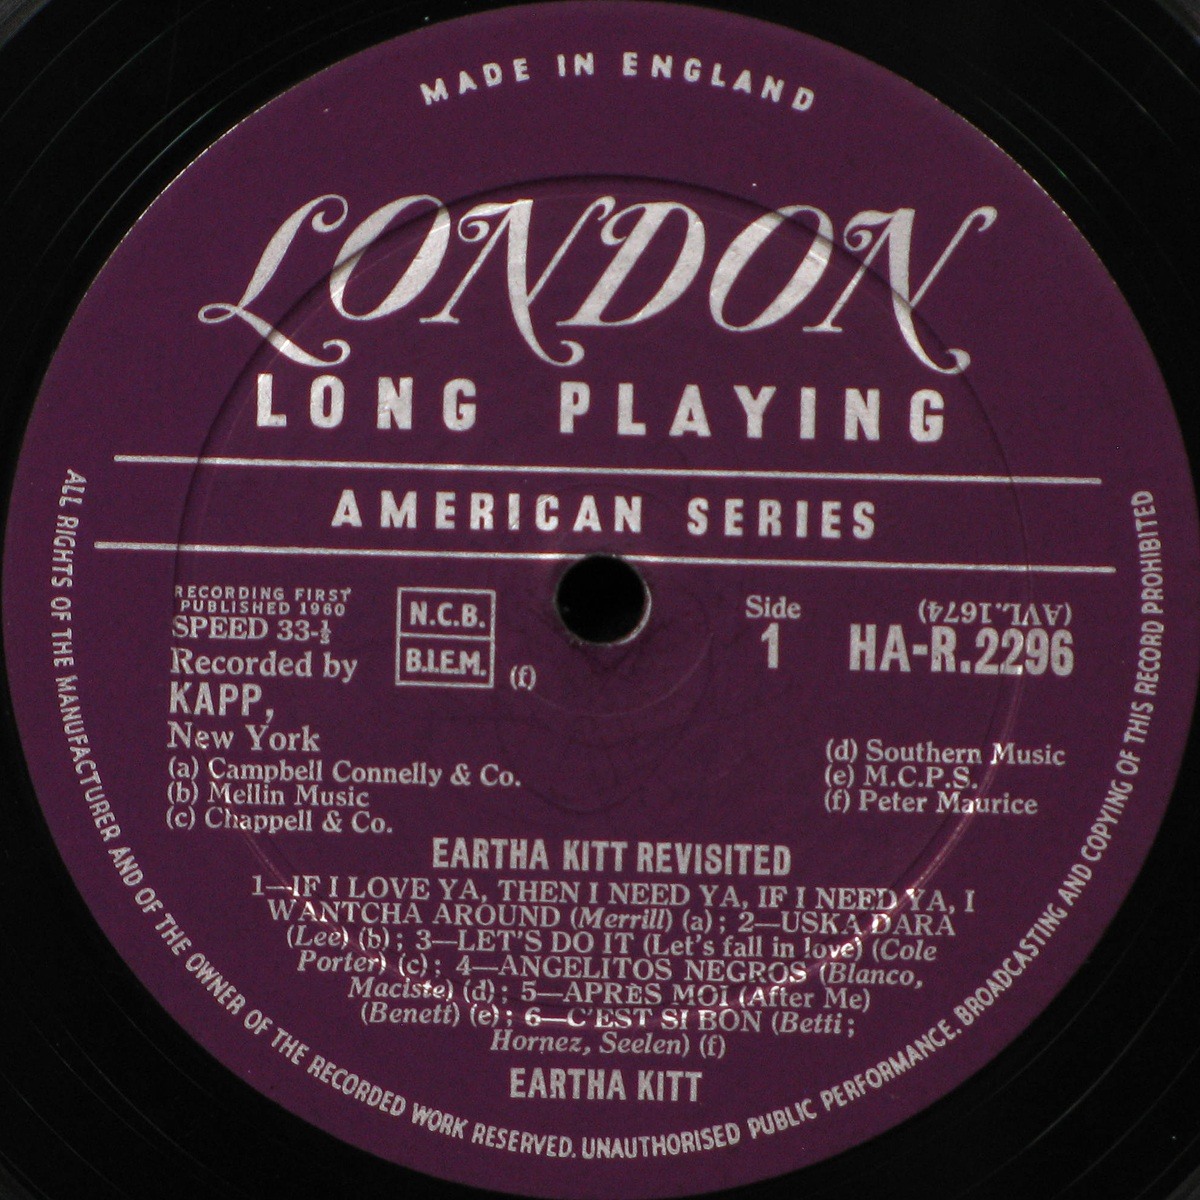 MADE IN ENGLAND
LONDON
LONG PLAYING
AMERICAN SERIES
RECORDING FIRST
PUBLISHED 1960
SPEED 33-⅓
Recorded by
KAPP,
New York
N.C.B.
B.I.E.M.
(f)
Side
1
(AVL.1674)
HA-R.2296
(a) Campbell Connelly & Co.
(b) Mellin Music
(c) Chappell & Co.
(d) Southern Music
(e) M.C.P.S.
(f) Peter Maurice
EARTHA KITT REVISITED
1—IF I LOVE YA, THEN I NEED YA, IF I NEED YA, I
WANTCHA AROUND (Merrill) (a); 2—USKA DARA
(Lee) (b); 3—LET'S DO IT (Let's fall in love) (Cole
Porter) (c); 4—ANGELITOS NEGROS (Blanco,
Maciste) (d); 5—APRÈS MOI (After Me)
(Benett) (e); 6—C'EST SI BON (Betti;
Hornez, Seelen) (f)
EARTHA KITT
ALL RIGHTS OF THE MANUFACTURER AND OF THE OWNER OF THE RECORDED WORK RESERVED. UNAUTHORISED PUBLIC PERFORMANCE, BROADCASTING AND COPYING OF THIS RECORD PROHIBITED